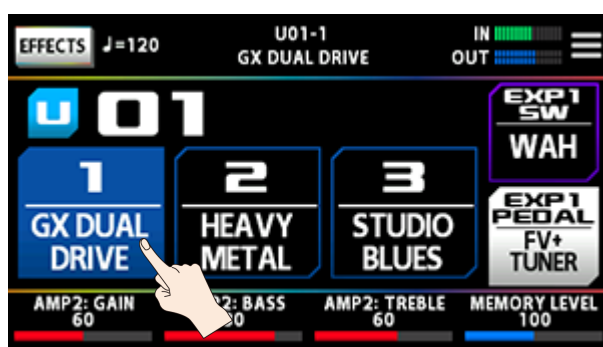 EFFECTS ♩=120
U01-1
GX DUAL DRIVE
IN
OUT
U 01
EXP1
SW
WAH
1
GX DUAL
DRIVE
2
HEAVY
METAL
3
STUDIO
BLUES
EXP1
PEDAL
FV+
TUNER
AMP2: GAIN
60
2: BASS
AMP2: TREBLE
60
MEMORY LEVEL
100